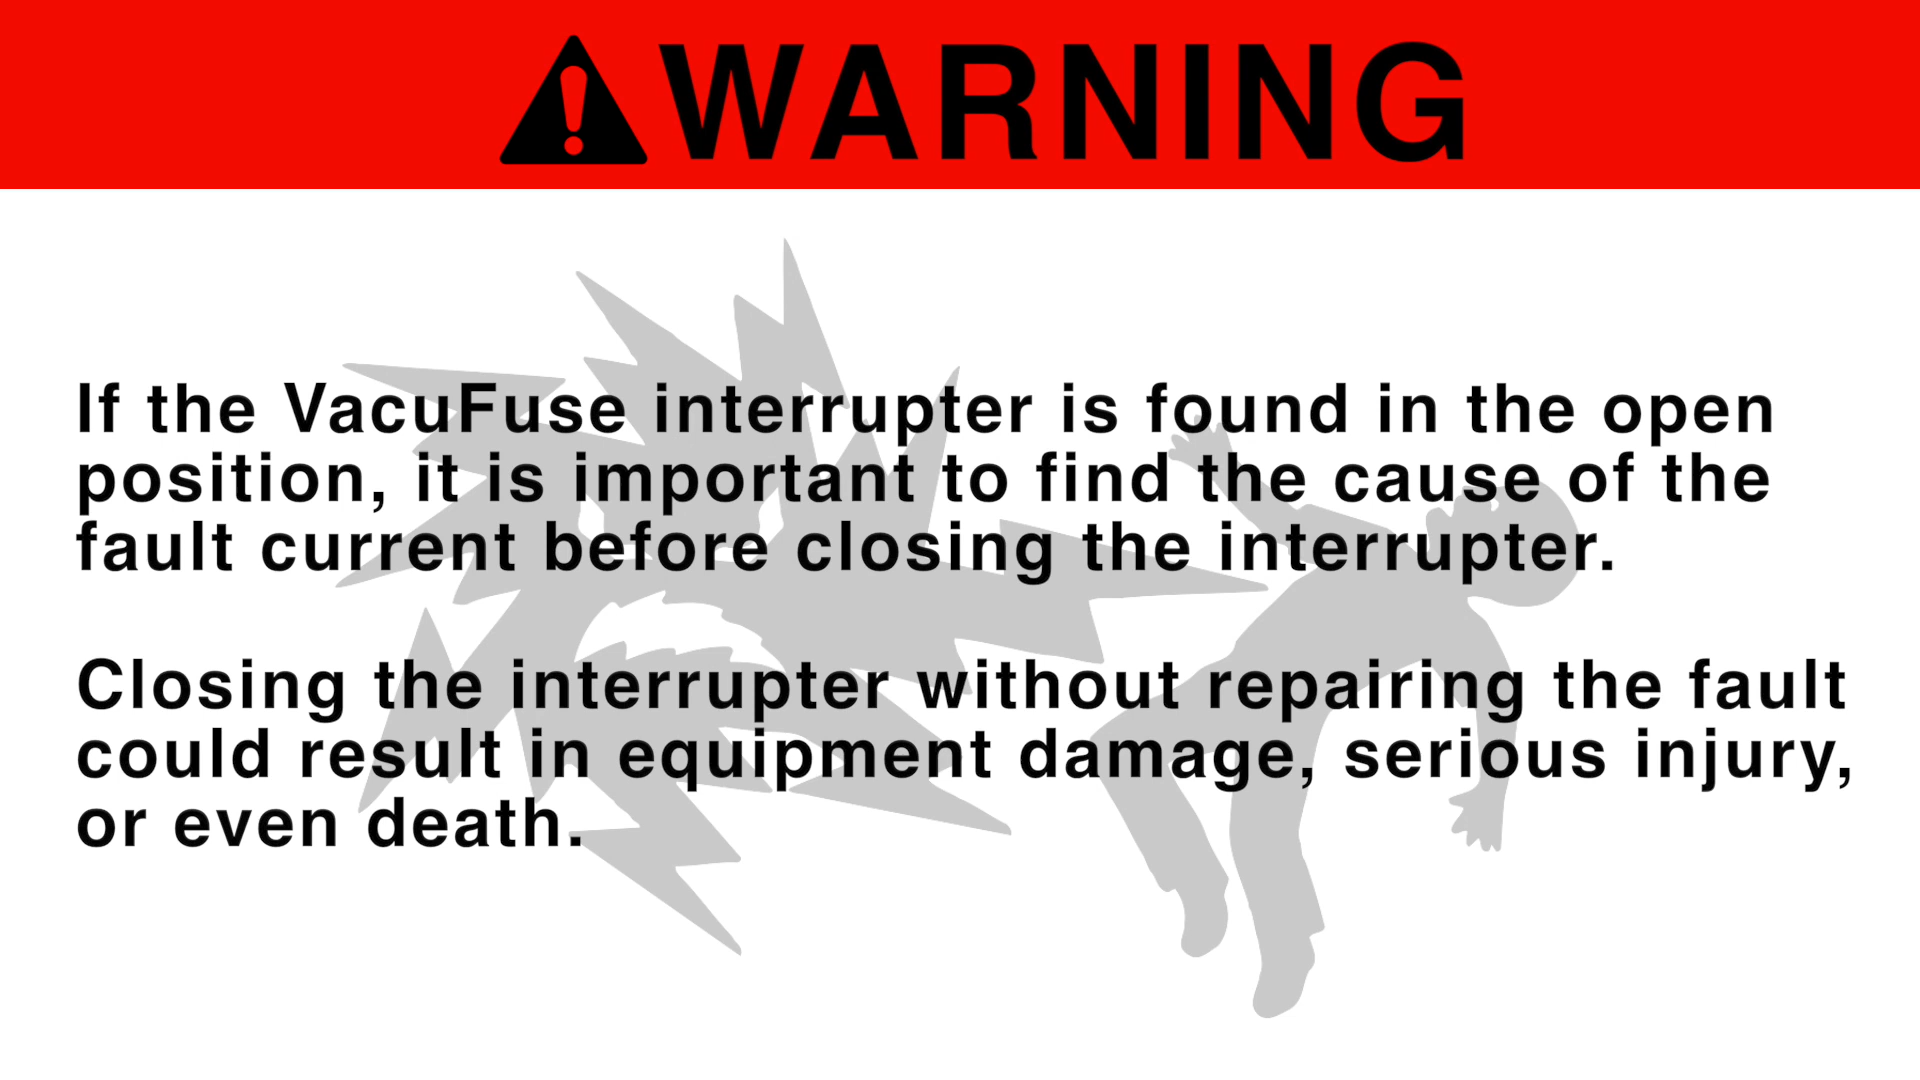 WARNING
If the VacuFuse interrupter is found in the open
position, it is important to find the cause of the
fault current before closing the interrupter.
Closing the interrupter without repairing the fault
could result in equipment damage, serious injury,
or even death.